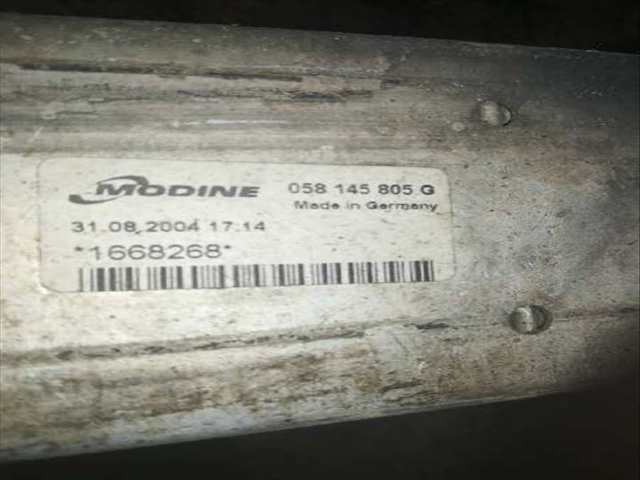 MODINE 058 145 805 G
Made in Germany
31.08.2004 17:14
*1668268*